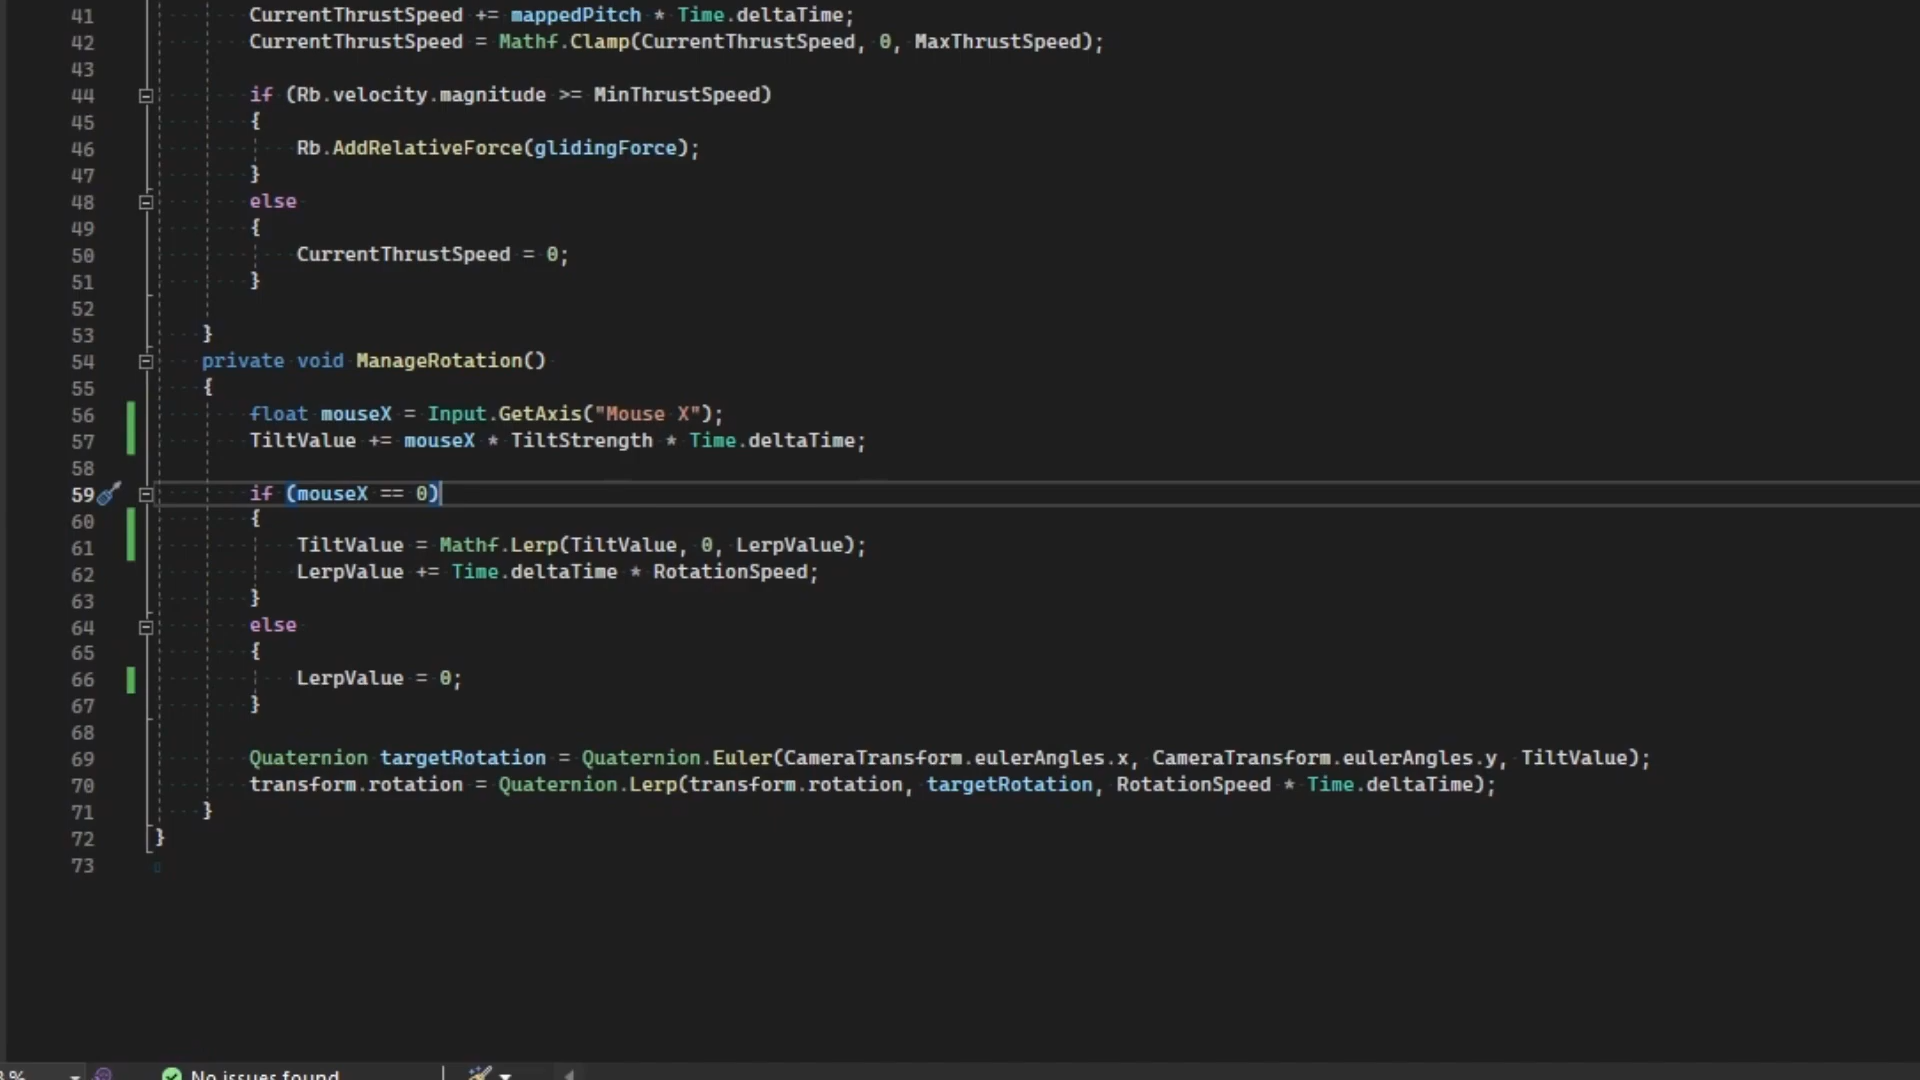 41 CurrentThrustSpeed += mappedPitch * Time.deltaTime;
42 CurrentThrustSpeed = Mathf.Clamp(CurrentThrustSpeed, 0, MaxThrustSpeed);
43
44 if (Rb.velocity.magnitude >= MinThrustSpeed)
45 {
46 Rb.AddRelativeForce(glidingForce);
47 }
48 else
49 {
50 CurrentThrustSpeed = 0;
51 }
52
53 }
54 private void ManageRotation()
55 {
56 float mouseX = Input.GetAxis("Mouse X");
57 TiltValue += mouseX * TiltStrength * Time.deltaTime;
58
59 if (mouseX == 0)
60 {
61 TiltValue = Mathf.Lerp(TiltValue, 0, LerpValue);
62 LerpValue += Time.deltaTime * RotationSpeed;
63 }
64 else
65 {
66 LerpValue = 0;
67 }
68
69 Quaternion targetRotation = Quaternion.Euler(CameraTransform.eulerAngles.x, CameraTransform.eulerAngles.y, TiltValue);
70 transform.rotation = Quaternion.Lerp(transform.rotation, targetRotation, RotationSpeed * Time.deltaTime);
71 }
72 }
73
% No issues found